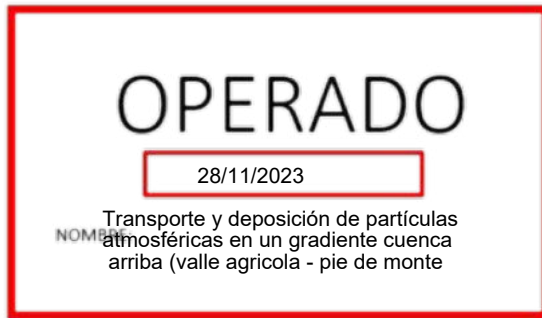 OPERADO
28/11/2023
Transporte y deposición de partículas
NOMBRE: atmosféricas en un gradiente cuenca
arriba (valle agricola - pie de monte